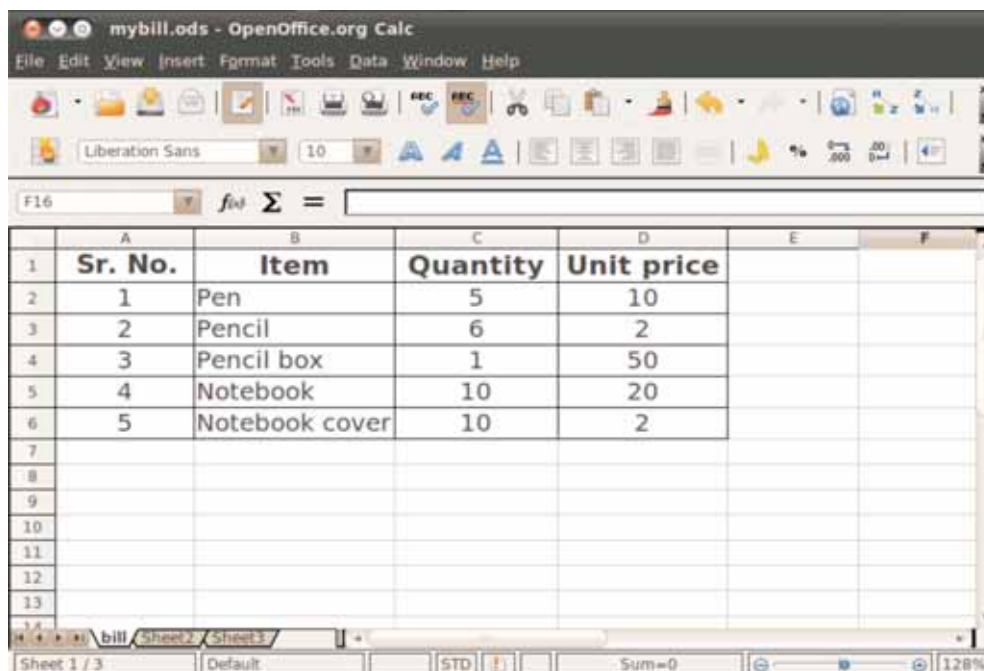 mybill.ods - OpenOffice.org Calc
File Edit View Insert Format Tools Data Window Help
Liberation Sans 10
F16
A B C D E F
1 Sr. No. Item Quantity Unit price
2 1 Pen 5 10
3 2 Pencil 6 2
4 3 Pencil box 1 50
5 4 Notebook 10 20
6 5 Notebook cover 10 2
7
8
9
10
11
12
13
14
bill Sheet2 Sheet3
Sheet 1 / 3 Default STD Sum=0 128%